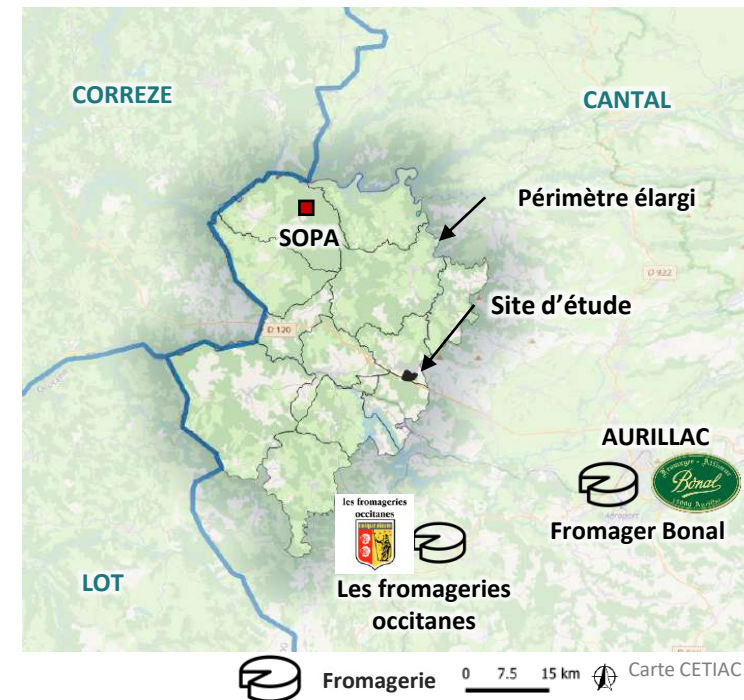 CORREZE
CANTAL
Périmètre élargi
SOPA
D 922
Site d'étude
D 120
AURILLAC
Bonal
les fromageries
occitanes
Fromager Bonal
Les fromageries
occitanes
LOT
Fromagerie
0 7.5 15 km
Carte CETIAC